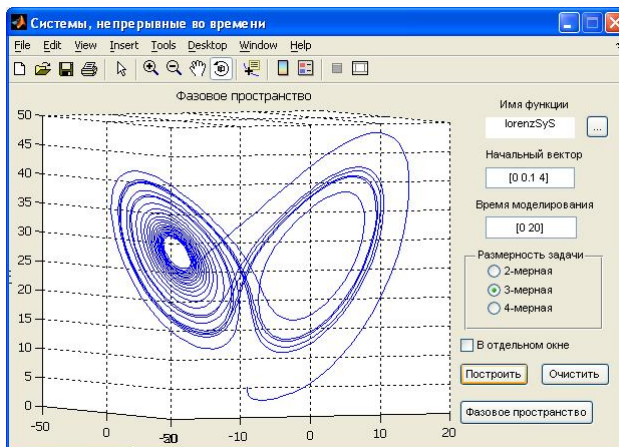 Системы, непрерывные во времени
File Edit View Insert Tools Desktop Window Help
Фазовое пространство
50
45
40
35
30
25
20
15
10
5
0
-50
0
-10
0
10
20
Имя функции
lorenzSyS
...
Начальный вектор
[0 0.1 4]
Время моделирования
[0 20]
Размерность задачи
2-мерная
3-мерная
4-мерная
В отдельном окне
Построить
Очистить
Фазовое пространство